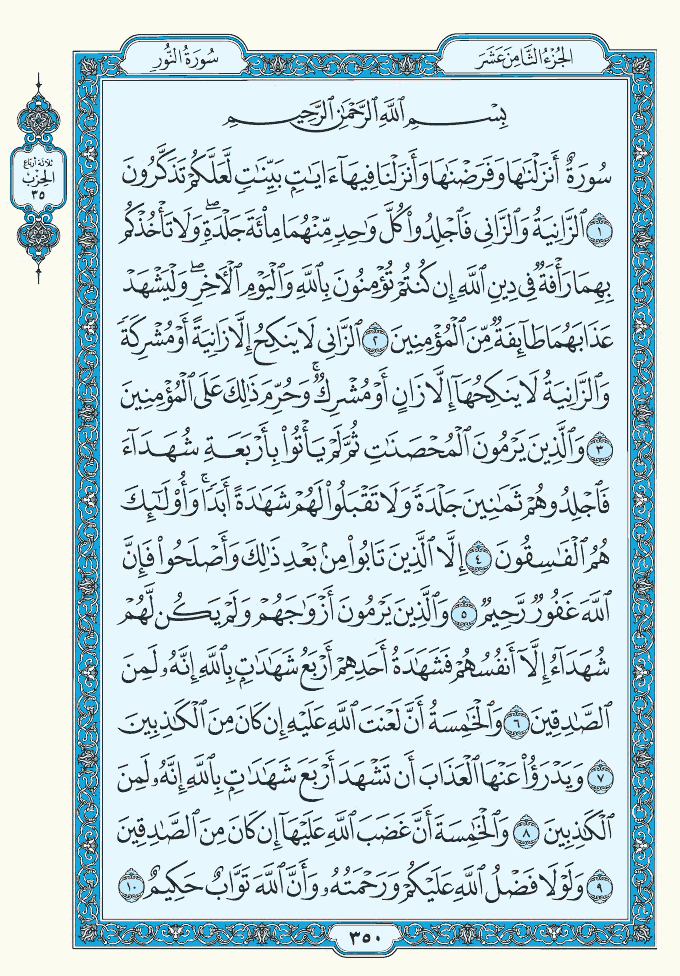 الجُزْءُ الثَّامِنَ عَشَرَ
سُورَةُ النُّورِ
ثلاثة أرباع
الحِزْب
٣٥
بِسْمِ ٱللَّهِ ٱلرَّحْمَٰنِ ٱلرَّحِيمِ
سُورَةٌ أَنزَلْنَٰهَا وَفَرَضْنَٰهَا وَأَنزَلْنَا فِيهَآ ءَايَٰتٍۭ بَيِّنَٰتٍ لَّعَلَّكُمْ تَذَكَّرُونَ
١ ٱلزَّانِيَةُ وَٱلزَّانِى فَٱجْلِدُوا۟ كُلَّ وَٰحِدٍ مِّنْهُمَا مِا۟ئَةَ جَلْدَةٍ ۖ وَلَا تَأْخُذْكُم
بِهِمَا رَأْفَةٌ فِى دِينِ ٱللَّهِ إِن كُنتُمْ تُؤْمِنُونَ بِٱللَّهِ وَٱلْيَوْمِ ٱلْءَاخِرِ ۖ وَلْيَشْهَدْ
عَذَابَهُمَا طَآئِفَةٌ مِّنَ ٱلْمُؤْمِنِينَ ٢ ٱلزَّانِى لَا يَنكِحُ إِلَّا زَانِيَةً أَوْ مُشْرِكَةً
وَٱلزَّانِيَةُ لَا يَنكِحُهَآ إِلَّا زَانٍ أَوْ مُشْرِكٌ ۚ وَحُرِّمَ ذَٰلِكَ عَلَى ٱلْمُؤْمِنِينَ
٣ وَٱلَّذِينَ يَرْمُونَ ٱلْمُحْصَنَٰتِ ثُمَّ لَمْ يَأْتُوا۟ بِأَرْبَعَةِ شُهَدَآءَ
فَٱجْلِدُوهُمْ ثَمَٰنِينَ جَلْدَةً وَلَا تَقْبَلُوا۟ لَهُمْ شَهَٰدَةً أَبَدًا ۚ وَأُو۟لَٰٓئِكَ
هُمُ ٱلْفَٰسِقُونَ ٤ إِلَّا ٱلَّذِينَ تَابُوا۟ مِنۢ بَعْدِ ذَٰلِكَ وَأَصْلَحُوا۟ فَإِنَّ
ٱللَّهَ غَفُورٌ رَّحِيمٌ ٥ وَٱلَّذِينَ يَرْمُونَ أَزْوَٰجَهُمْ وَلَمْ يَكُن لَّهُمْ
شُهَدَآءُ إِلَّآ أَنفُسُهُمْ فَشَهَٰدَةُ أَحَدِهِمْ أَرْبَعُ شَهَٰدَٰتٍۭ بِٱللَّهِ إِنَّهُۥ لَمِنَ
ٱلصَّٰدِقِينَ ٦ وَٱلْخَٰمِسَةُ أَنَّ لَعْنَتَ ٱللَّهِ عَلَيْهِ إِن كَانَ مِنَ ٱلْكَٰذِبِينَ
٧ وَيَدْرَؤُا۟ عَنْهَا ٱلْعَذَابَ أَن تَشْهَدَ أَرْبَعَ شَهَٰدَٰتٍۭ بِٱللَّهِ إِنَّهُۥ لَمِنَ
ٱلْكَٰذِبِينَ ٨ وَٱلْخَٰمِسَةَ أَنَّ غَضَبَ ٱللَّهِ عَلَيْهَآ إِن كَانَ مِنَ ٱلصَّٰدِقِينَ
٩ وَلَوْلَا فَضْلُ ٱللَّهِ عَلَيْكُمْ وَرَحْمَتُهُۥ وَأَنَّ ٱللَّهَ تَوَّابٌ حَكِيمٌ ١٠
٣٥٠